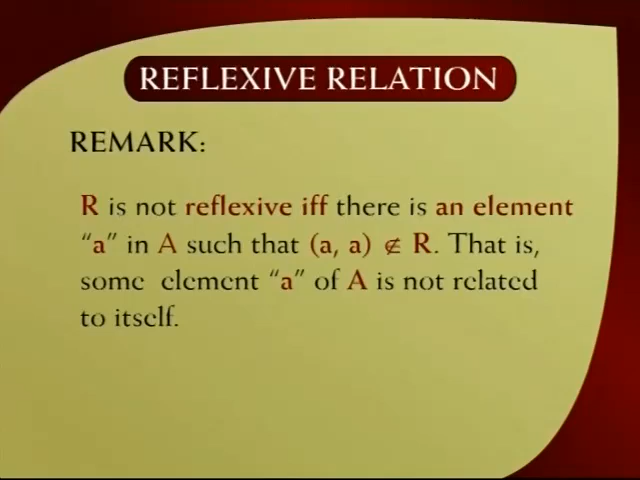 REFLEXIVE RELATION
REMARK:
R is not reflexive iff there is an element
“a” in A such that (a, a) ∉ R. That is,
some element “a” of A is not related
to itself.